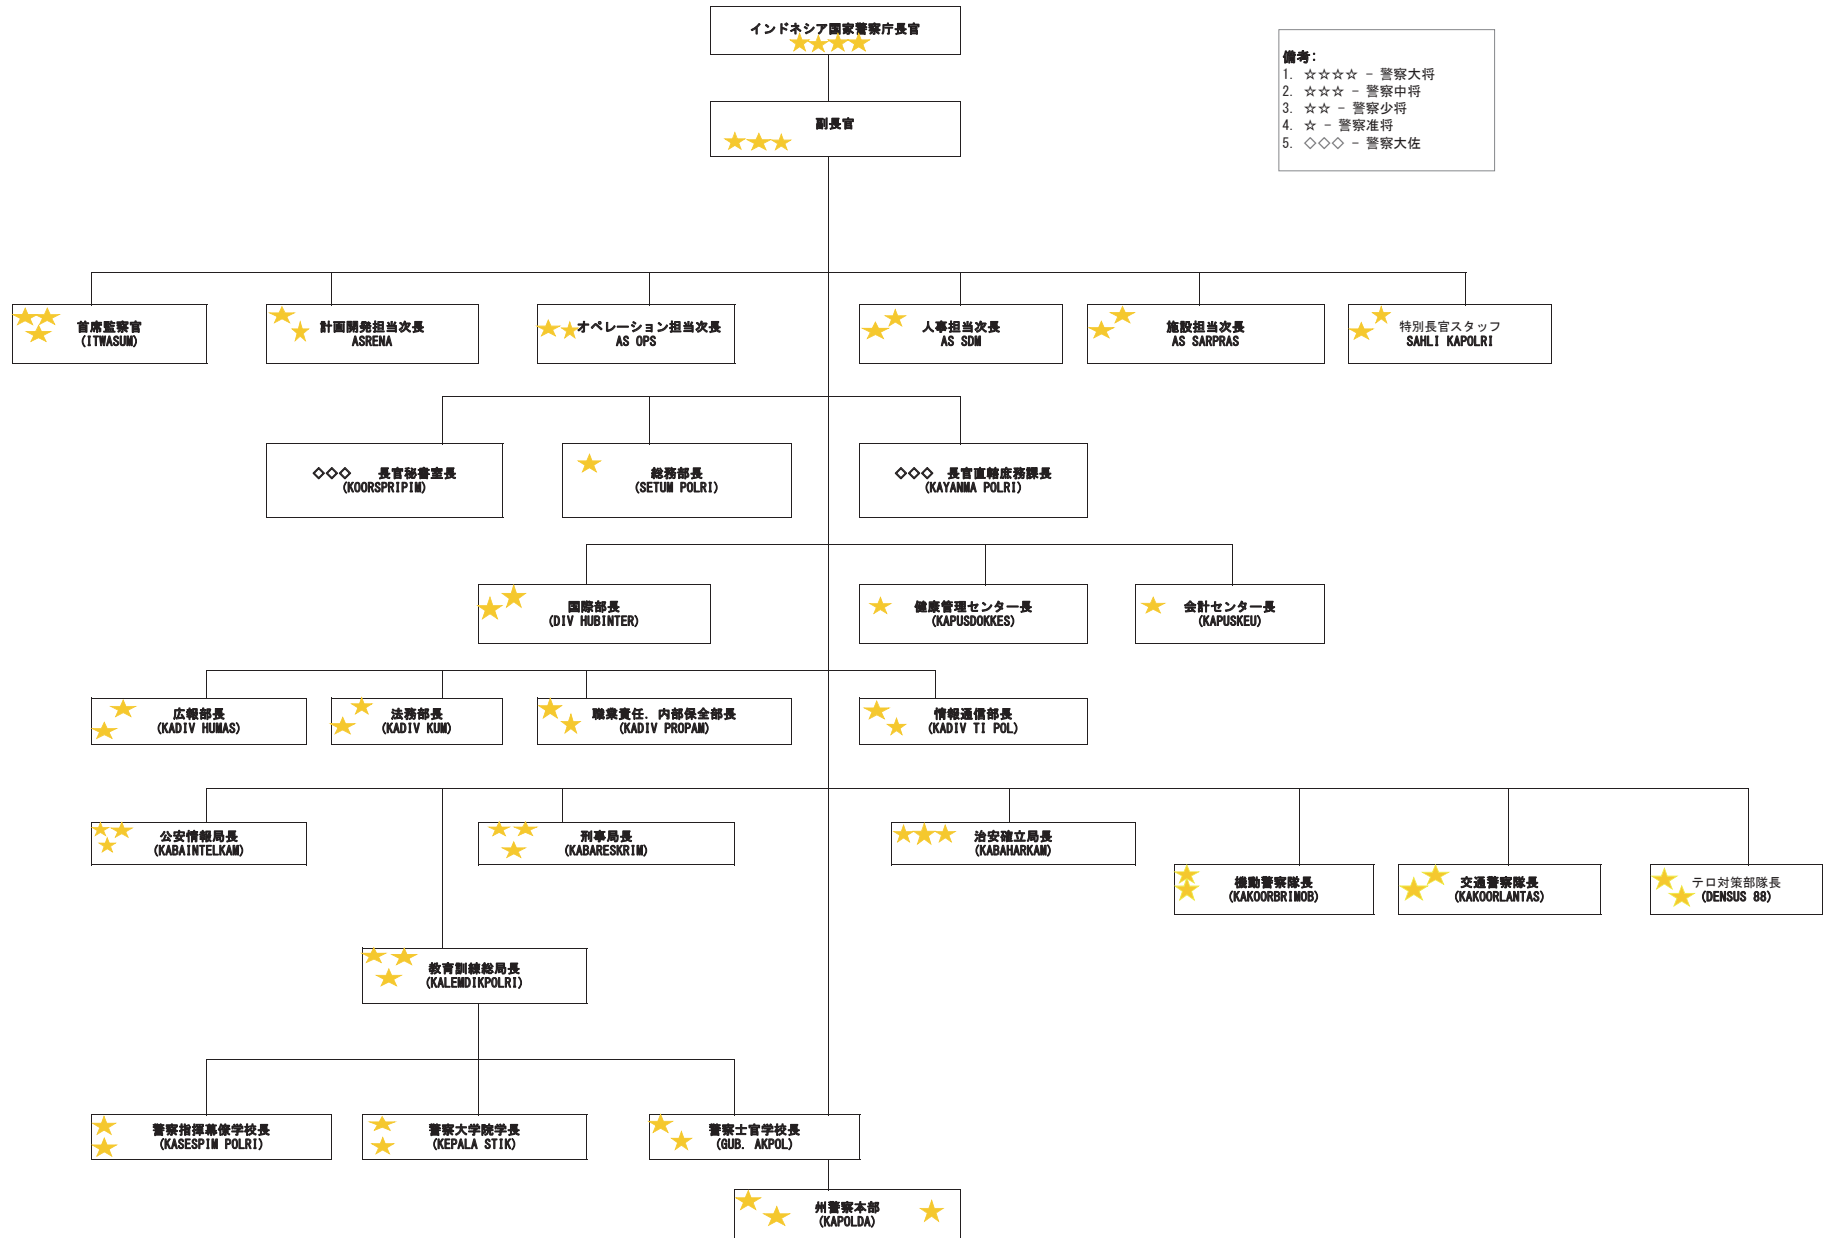 インドネシア国家警察庁長官
備考:
1. ☆☆☆☆ － 警察大将
2. ☆☆☆ － 警察中将
3. ☆☆ － 警察少将
4. ☆ － 警察准将
5. ◇◇◇ － 警察大佐
副長官
首席監察官
(ITWASUM)
計画開発担当次長
ASRENA
オペレーション担当次長
AS OPS
人事担当次長
AS SDM
施設担当次長
AS SARPRAS
特別長官スタッフ
SAHLI KAPOLRI
◇◇◇ 長官秘書室長
(KOORSPRIPIM)
総務部長
(SETUM POLRI)
◇◇◇ 長官直轄庶務課長
(KAYANMA POLRI)
国際部長
(DIV HUBINTER)
健康管理センター長
(KAPUSDOKKES)
会計センター長
(KAPUSKEU)
広報部長
(KADIV HUMAS)
法務部長
(KADIV KUM)
職業責任．内部保全部長
(KADIV PROPAM)
情報通信部長
(KADIV TI POL)
公安情報局長
(KABAINTELKAM)
刑事局長
(KABARESKRIM)
治安確立局長
(KABAHARKAM)
機動警察隊長
(KAKOORBRIMOB)
交通警察隊長
(KAKOORLANTAS)
テロ対策部隊長
(DENSUS 88)
教育訓練総局長
(KALEMDIKPOLRI)
警察指揮幕僚学校長
(KASESPIM POLRI)
警察大学院学長
(KEPALA STIK)
警察士官学校長
(GUB. AKPOL)
州警察本部
(KAPOLDA)